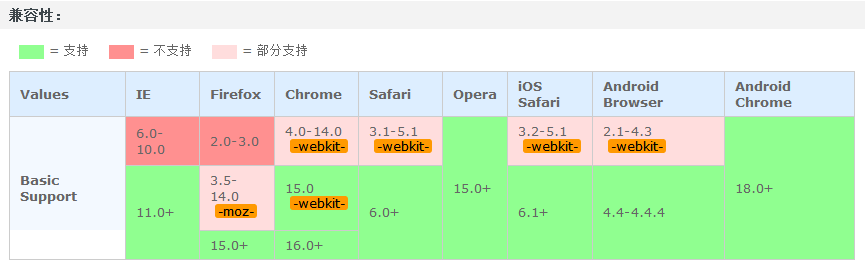 兼容性：
= 支持 = 不支持 = 部分支持
Values IE Firefox Chrome Safari Opera iOS Safari Android Browser Android Chrome
Basic Support
6.0-10.0
11.0+
2.0-3.0
3.5-14.0 -moz-
15.0+
4.0-14.0 -webkit-
15.0 -webkit-
16.0+
3.1-5.1 -webkit-
6.0+
15.0+
3.2-5.1 -webkit-
6.1+
2.1-4.3 -webkit-
4.4-4.4.4
18.0+